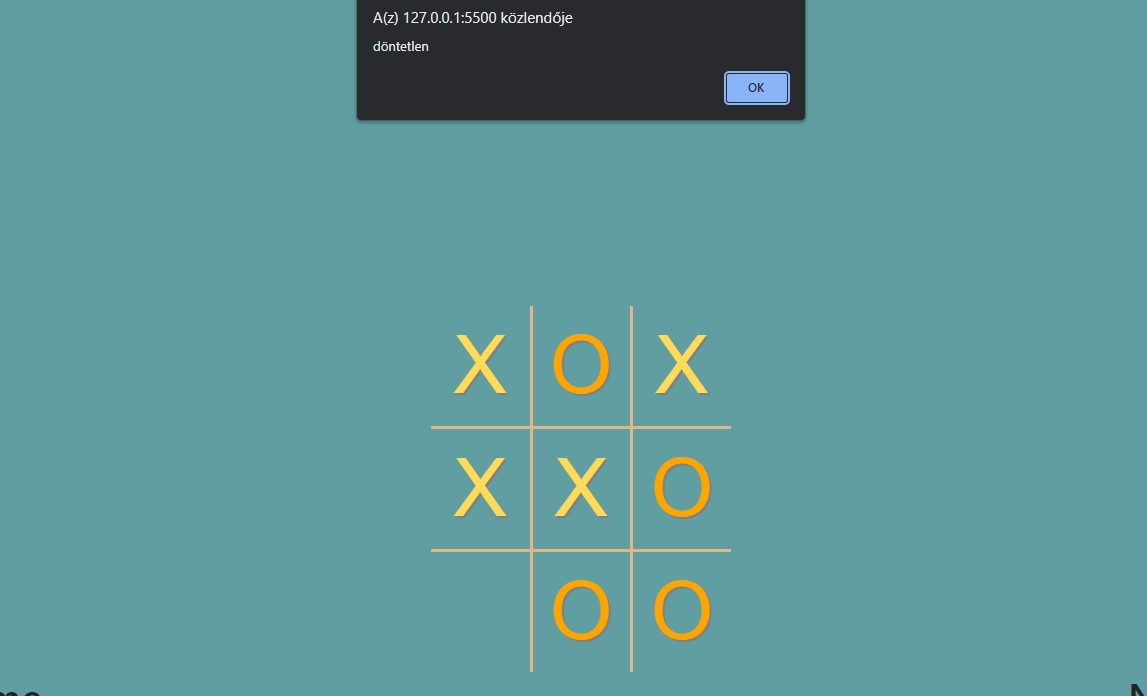 A(z) 127.0.0.1:5500 közlendője
döntetlen
OK
X O X
X X O
O O